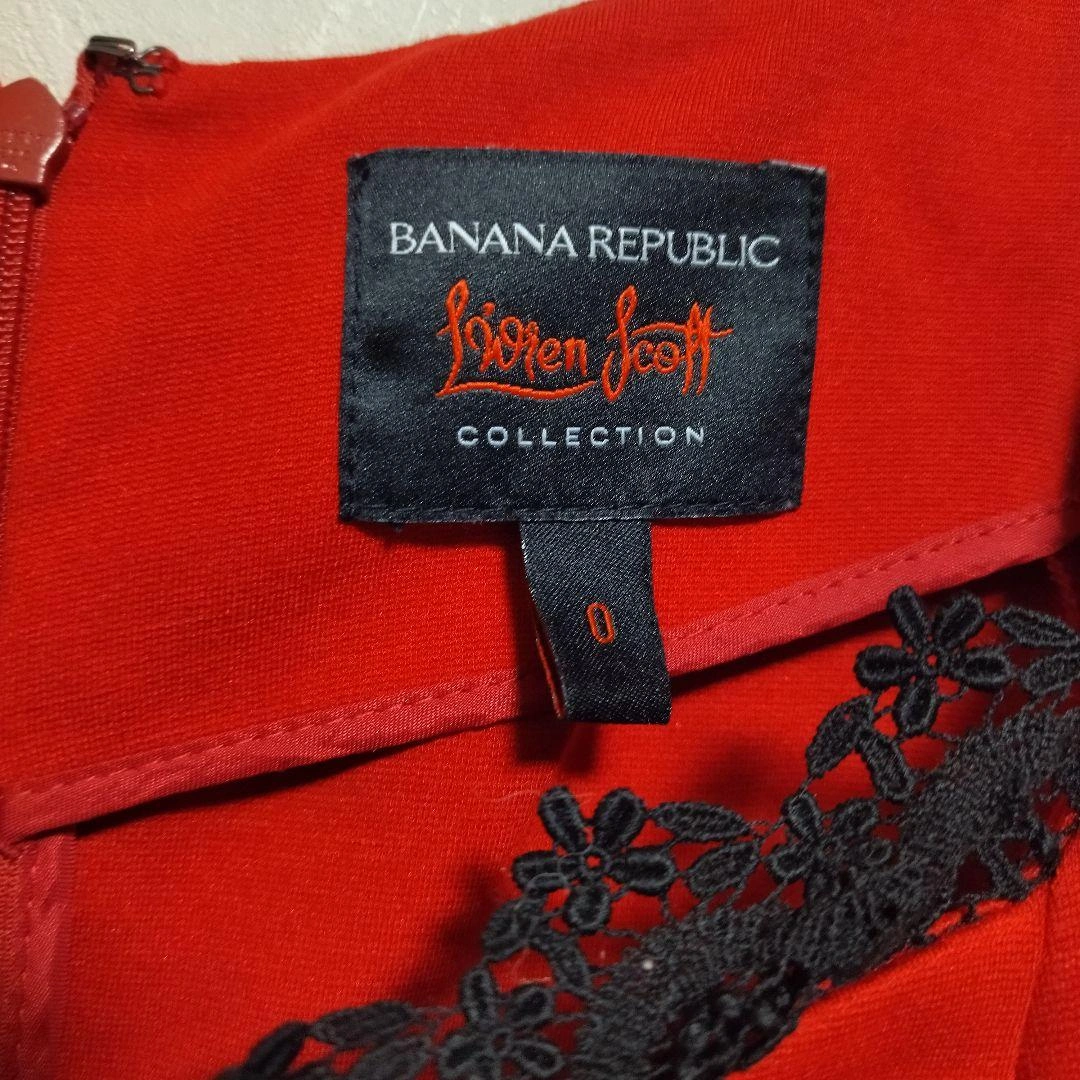 BANANA REPUBLIC
L'Wren Scott
COLLECTION
0